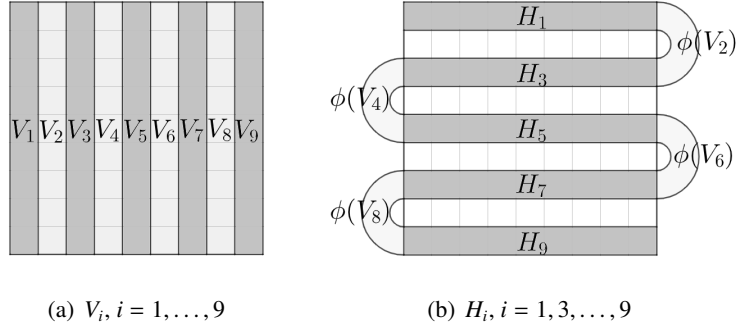 V₁ V₂ V₃ V₄ V₅ V₆ V₇ V₈ V₉
H₁
ϕ(V₂)
H₃
ϕ(V₄)
H₅
ϕ(V₆)
H₇
ϕ(V₈)
H₉
(a) Vᵢ, i = 1, . . . , 9
(b) Hᵢ, i = 1, 3, . . . , 9